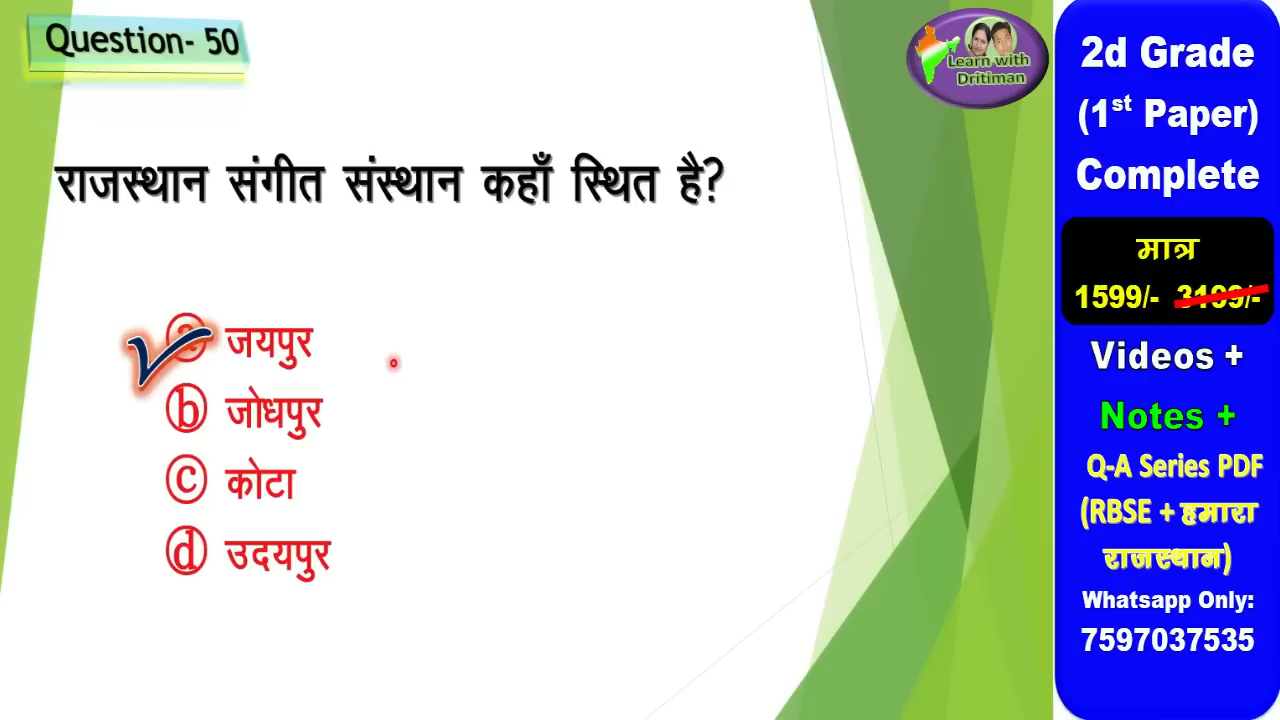 Question- 50
Learn with
Dritiman
राजस्थान संगीत संस्थान कहाँ स्थित है?
ⓐ जयपुर
ⓑ जोधपुर
ⓒ कोटा
ⓓ उदयपुर
2d Grade
(1st Paper)
Complete
मात्र
1599/- 3199/-
Videos +
Notes +
Q-A Series PDF
(RBSE + हमारा
राजस्थान)
Whatsapp Only:
7597037535